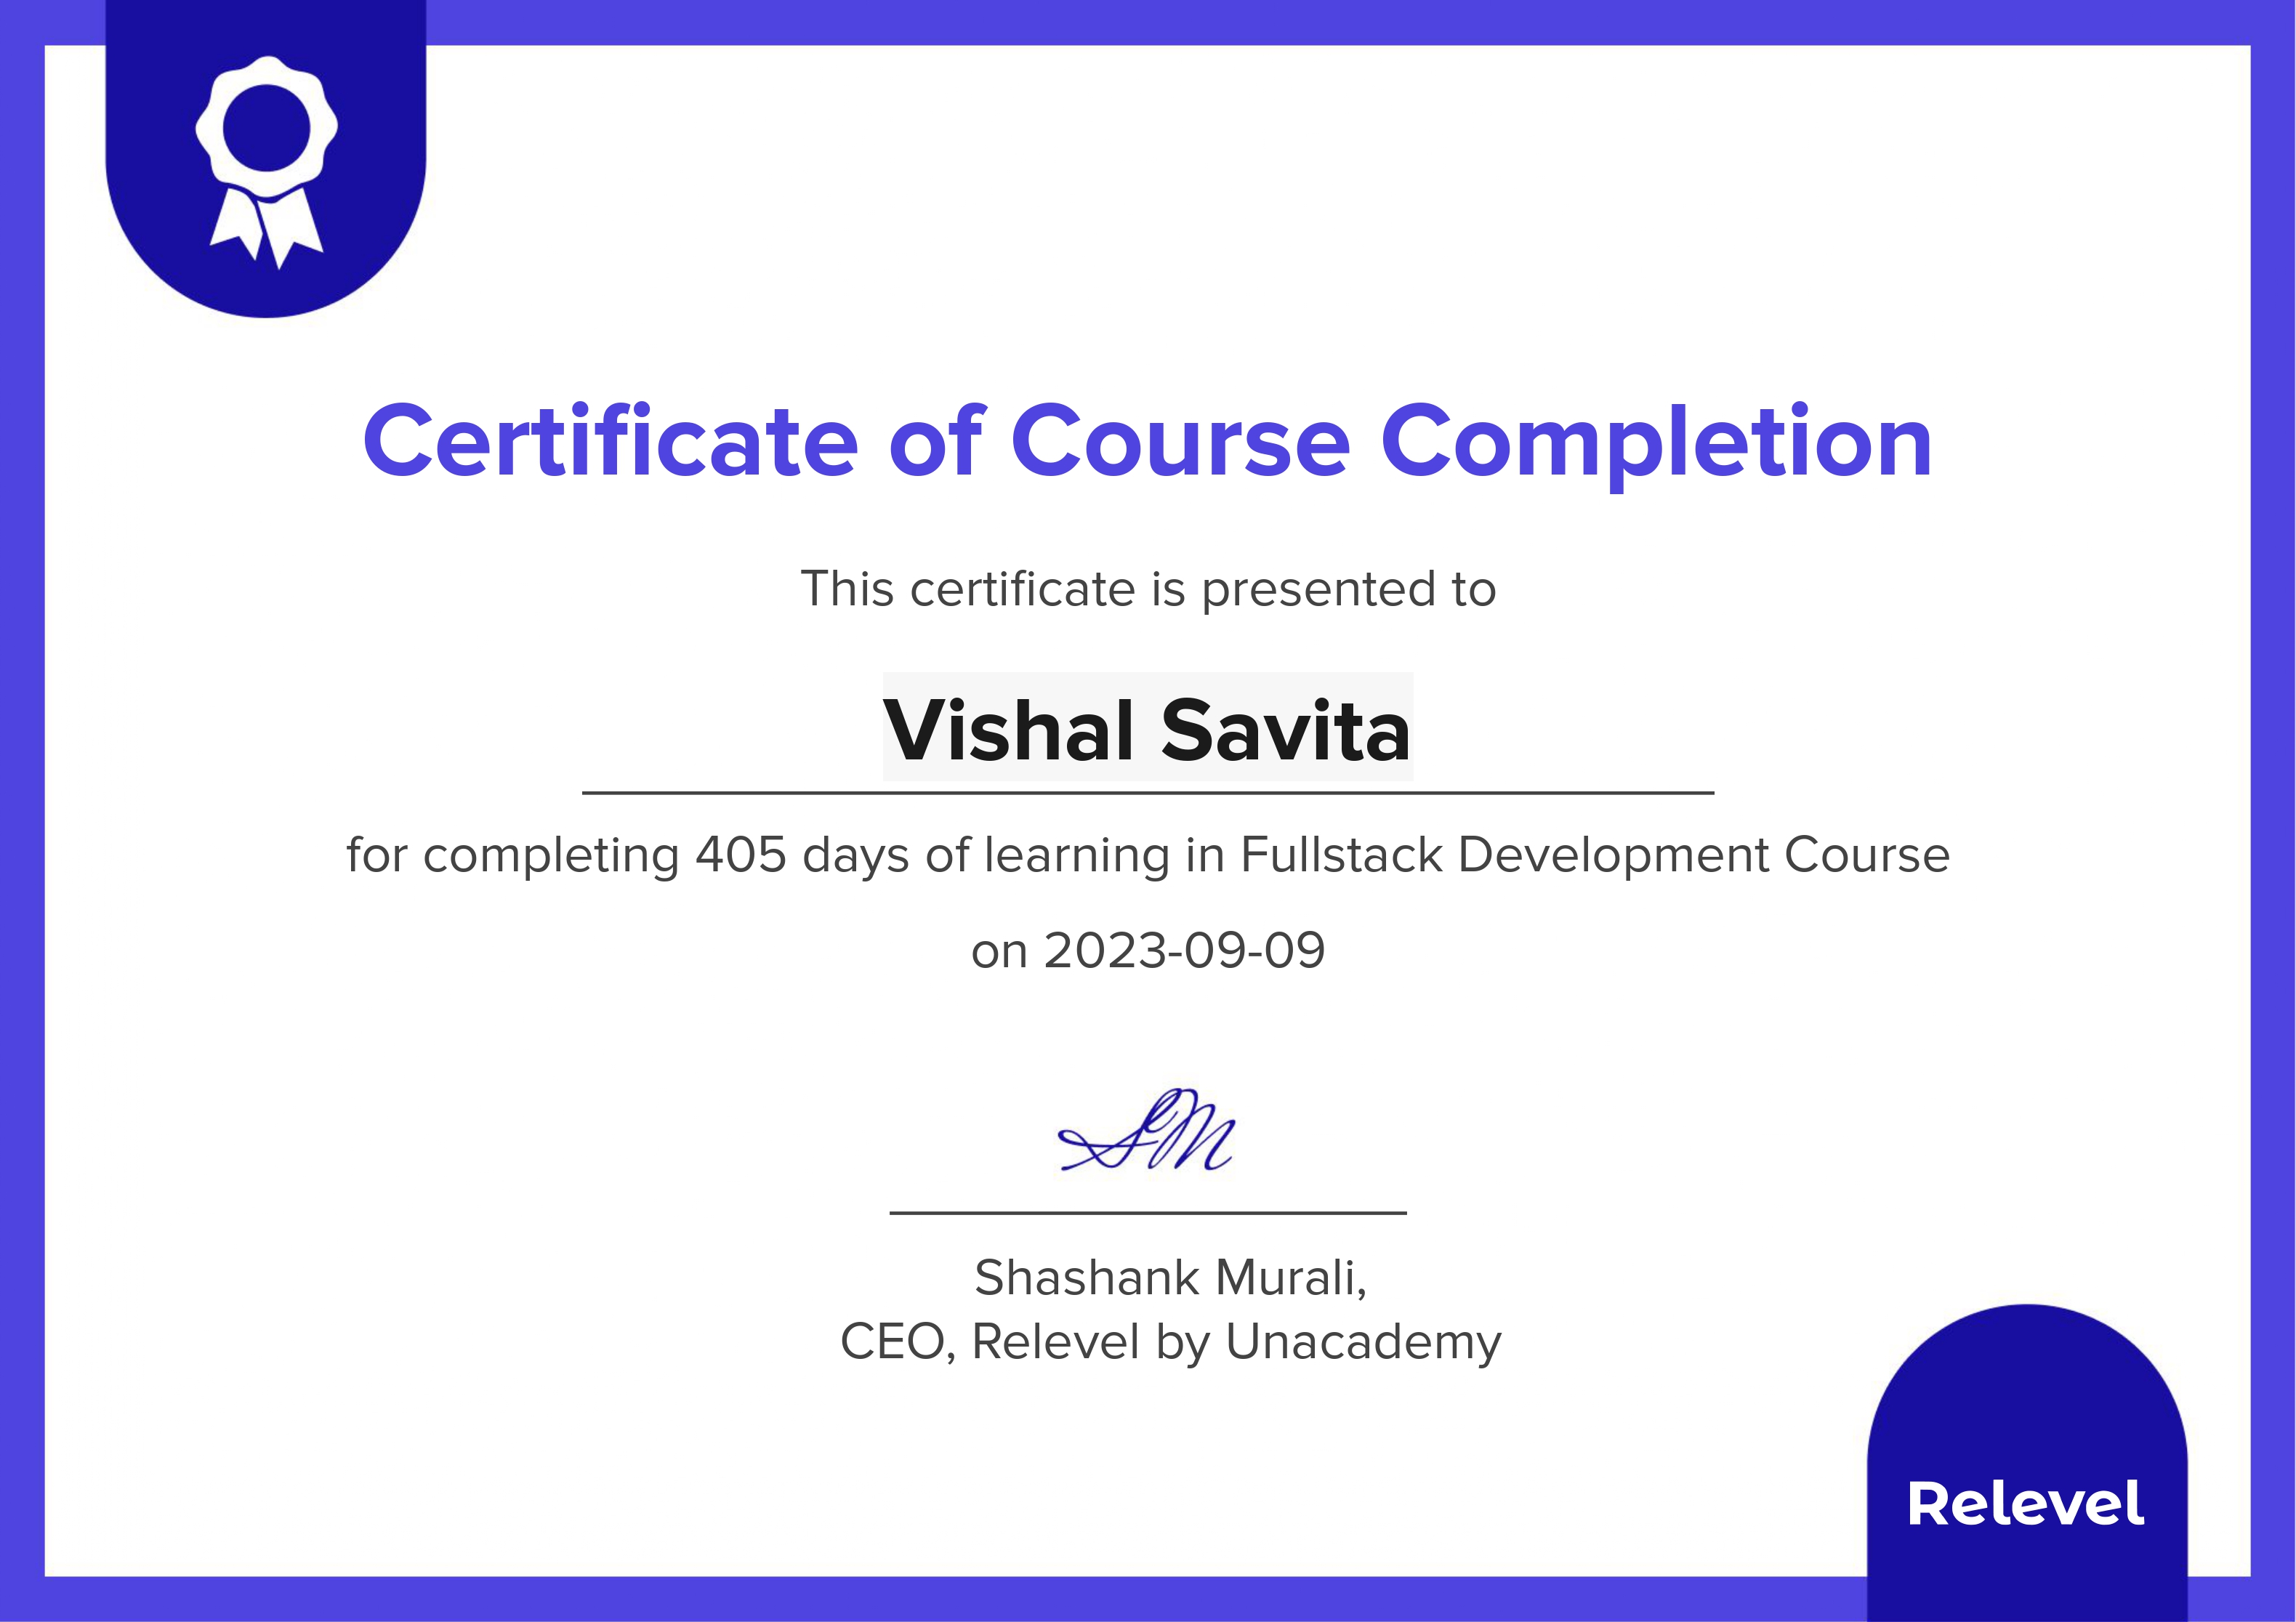 Certificate of Course Completion
This certificate is presented to
Vishal Savita
for completing 405 days of learning in Fullstack Development Course
on 2023-09-09
SM
Shashank Murali,
CEO, Relevel by Unacademy
Relevel